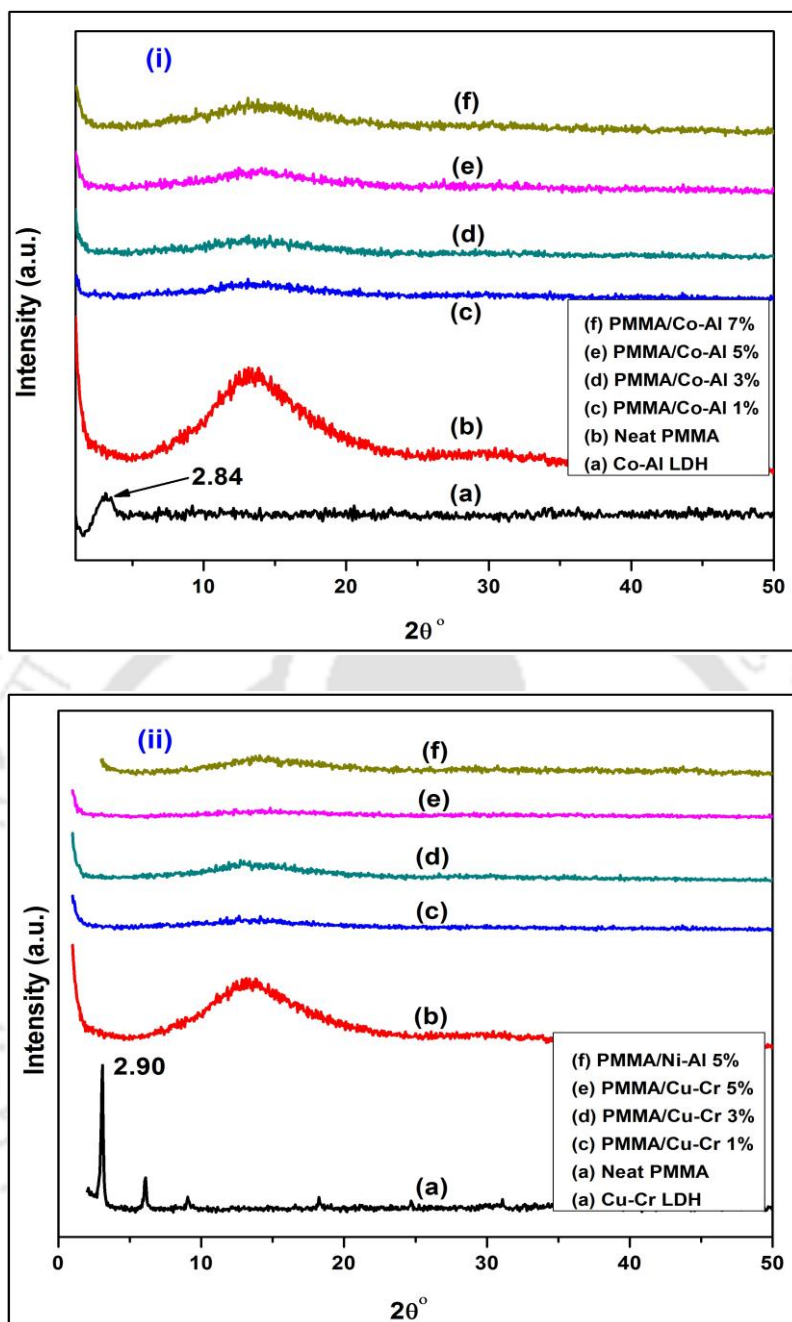 (i)
(f)
(e)
(d)
(c)
(b)
2.84
(a)
(f) PMMA/Co-Al 7%
(e) PMMA/Co-Al 5%
(d) PMMA/Co-Al 3%
(c) PMMA/Co-Al 1%
(b) Neat PMMA
(a) Co-Al LDH
Intensity (a.u.)
10 20 30 40 50
2θ°
(ii)
(f)
(e)
(d)
(c)
(b)
2.90
(a)
(f) PMMA/Ni-Al 5%
(e) PMMA/Cu-Cr 5%
(d) PMMA/Cu-Cr 3%
(c) PMMA/Cu-Cr 1%
(a) Neat PMMA
(a) Cu-Cr LDH
Intensity (a.u.)
0 10 20 30 40 50
2θ°